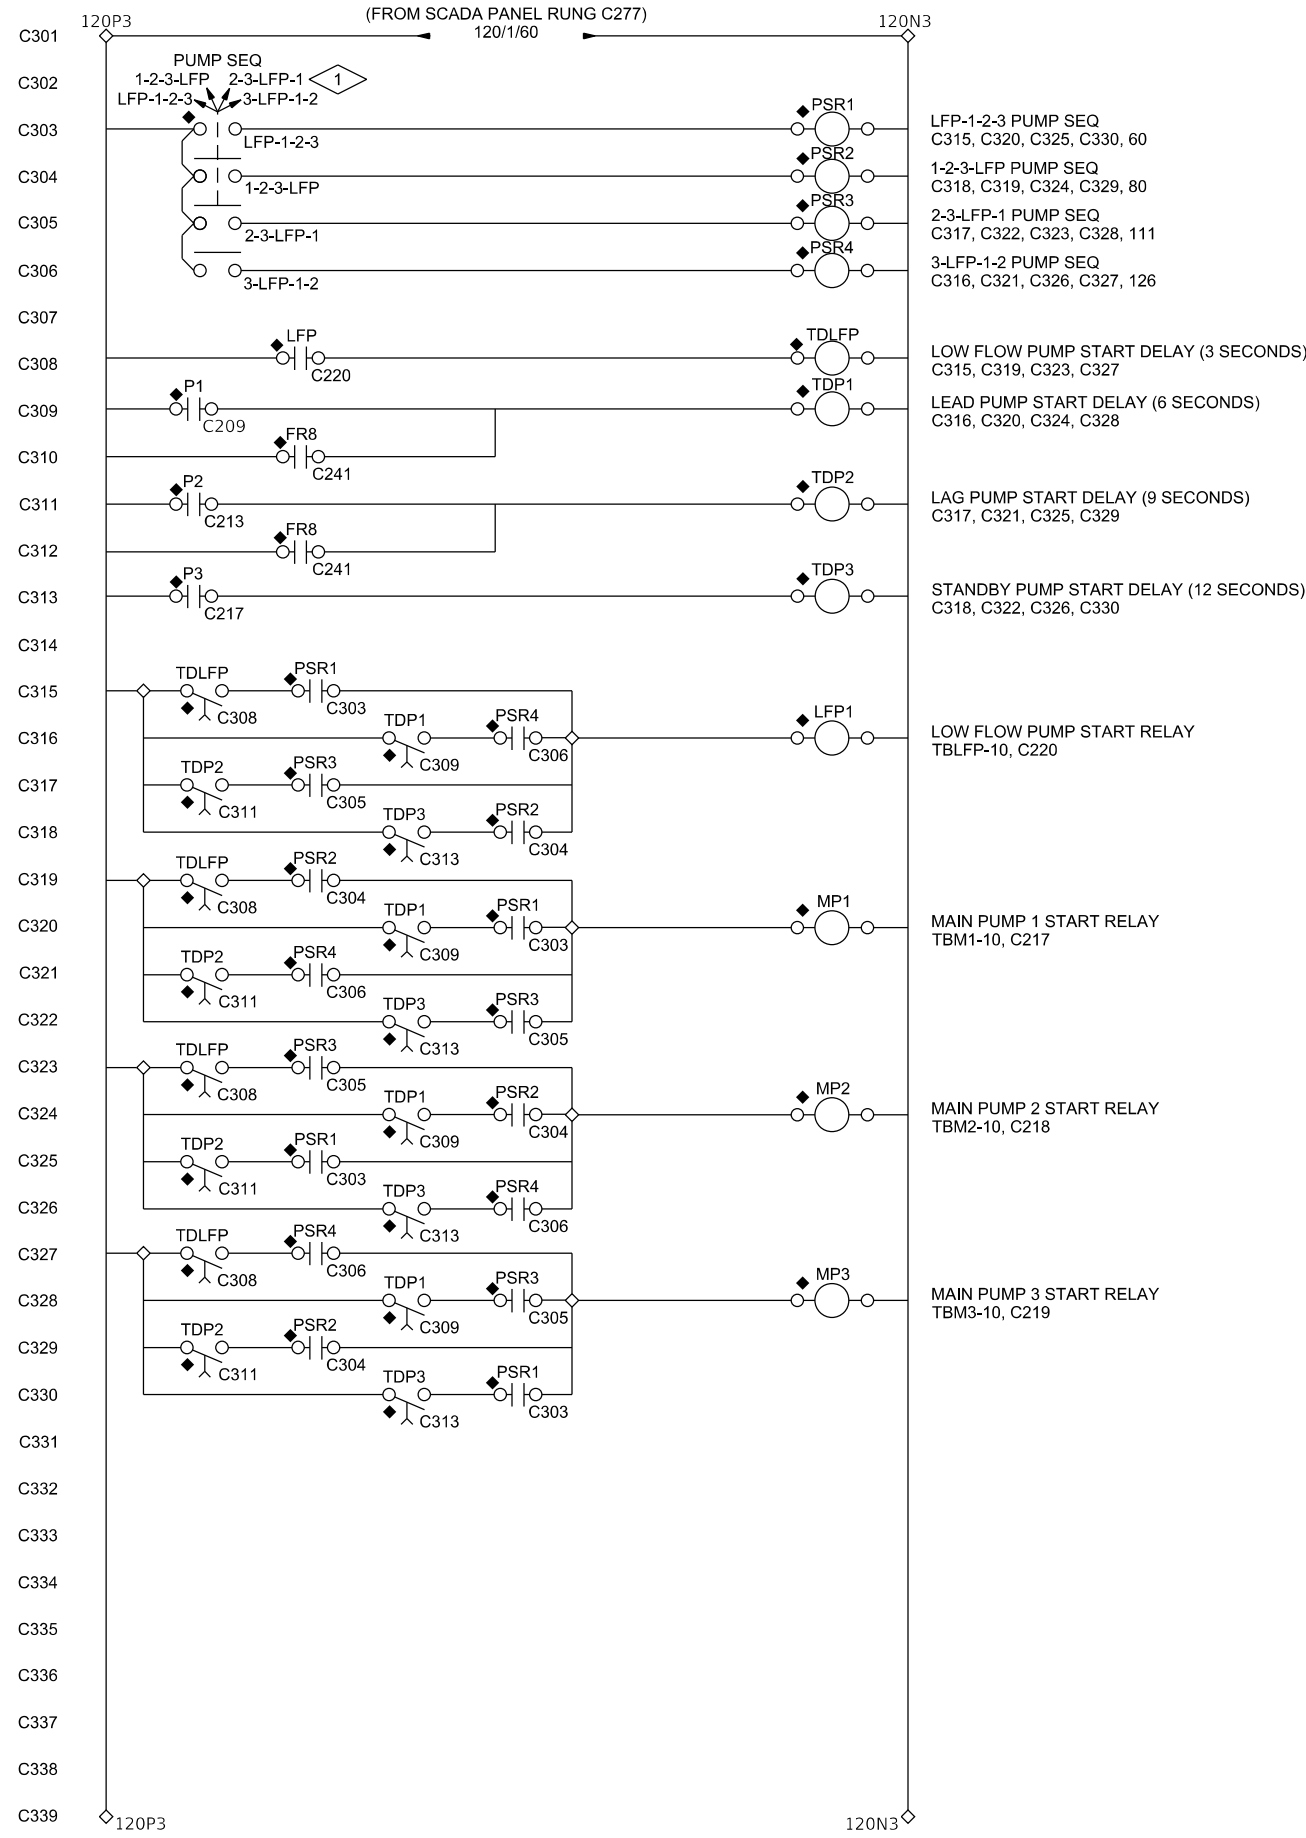 (FROM SCADA PANEL RUNG C277)
120P3
120N3
C301
120/1/60
PUMP SEQ
C302
1-2-3-LFP
2-3-LFP-1
1
LFP-1-2-3
3-LFP-1-2
PSR1
C303
LFP-1-2-3
LFP-1-2-3 PUMP SEQ
C315, C320, C325, C330, 60
PSR2
C304
1-2-3-LFP
1-2-3-LFP PUMP SEQ
C318, C319, C324, C329, 80
PSR3
C305
2-3-LFP-1
2-3-LFP-1 PUMP SEQ
C317, C322, C323, C328, 111
PSR4
C306
3-LFP-1-2
3-LFP-1-2 PUMP SEQ
C316, C321, C326, C327, 126
C307
LFP
TDLFP
C308
C220
LOW FLOW PUMP START DELAY (3 SECONDS)
C315, C319, C323, C327
P1
TDP1
C309
C209
LEAD PUMP START DELAY (6 SECONDS)
C316, C320, C324, C328
FR8
C310
C241
P2
TDP2
C311
C213
LAG PUMP START DELAY (9 SECONDS)
C317, C321, C325, C329
FR8
C312
C241
P3
TDP3
C313
C217
STANDBY PUMP START DELAY (12 SECONDS)
C318, C322, C326, C330
C314
TDLFP
PSR1
C315
C308
C303
TDP1
PSR4
LFP1
C316
C309
C306
LOW FLOW PUMP START RELAY
TBLFP-10, C220
TDP2
PSR3
C317
C311
C305
TDP3
PSR2
C318
C313
C304
TDLFP
PSR2
C319
C308
C304
TDP1
PSR1
MP1
C320
C309
C303
MAIN PUMP 1 START RELAY
TBM1-10, C217
TDP2
PSR4
C321
C311
C306
TDP3
PSR3
C322
C313
C305
TDLFP
PSR3
C323
C308
C305
TDP1
PSR2
MP2
C324
C309
C304
MAIN PUMP 2 START RELAY
TBM2-10, C218
TDP2
PSR1
C325
C311
C303
TDP3
PSR4
C326
C313
C306
TDLFP
PSR4
C327
C308
C306
TDP1
PSR3
MP3
C328
C309
C305
MAIN PUMP 3 START RELAY
TBM3-10, C219
TDP2
PSR2
C329
C311
C304
TDP3
PSR1
C330
C313
C303
C331
C332
C333
C334
C335
C336
C337
C338
C339
120P3
120N3